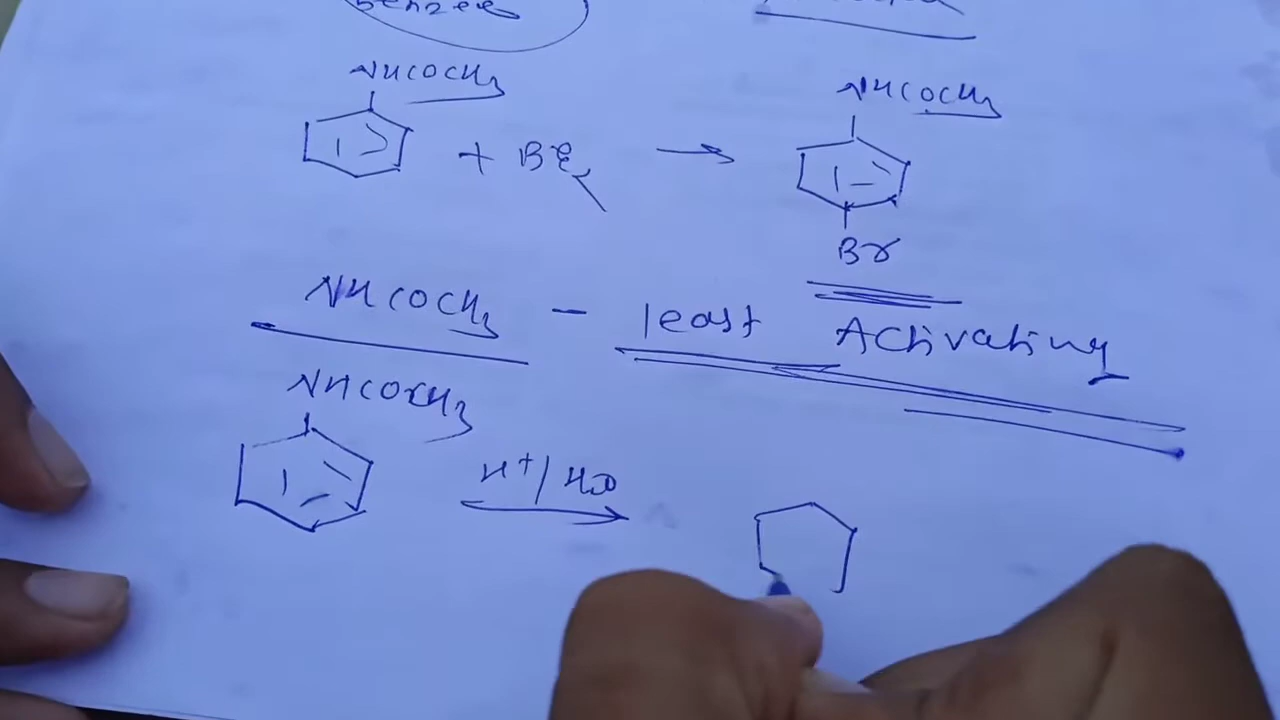 NHCOCH3 NHCOCH3
+ Br2 →
Br
NHCOCH3 - least Activating
NHCOCH3
H+/H2O